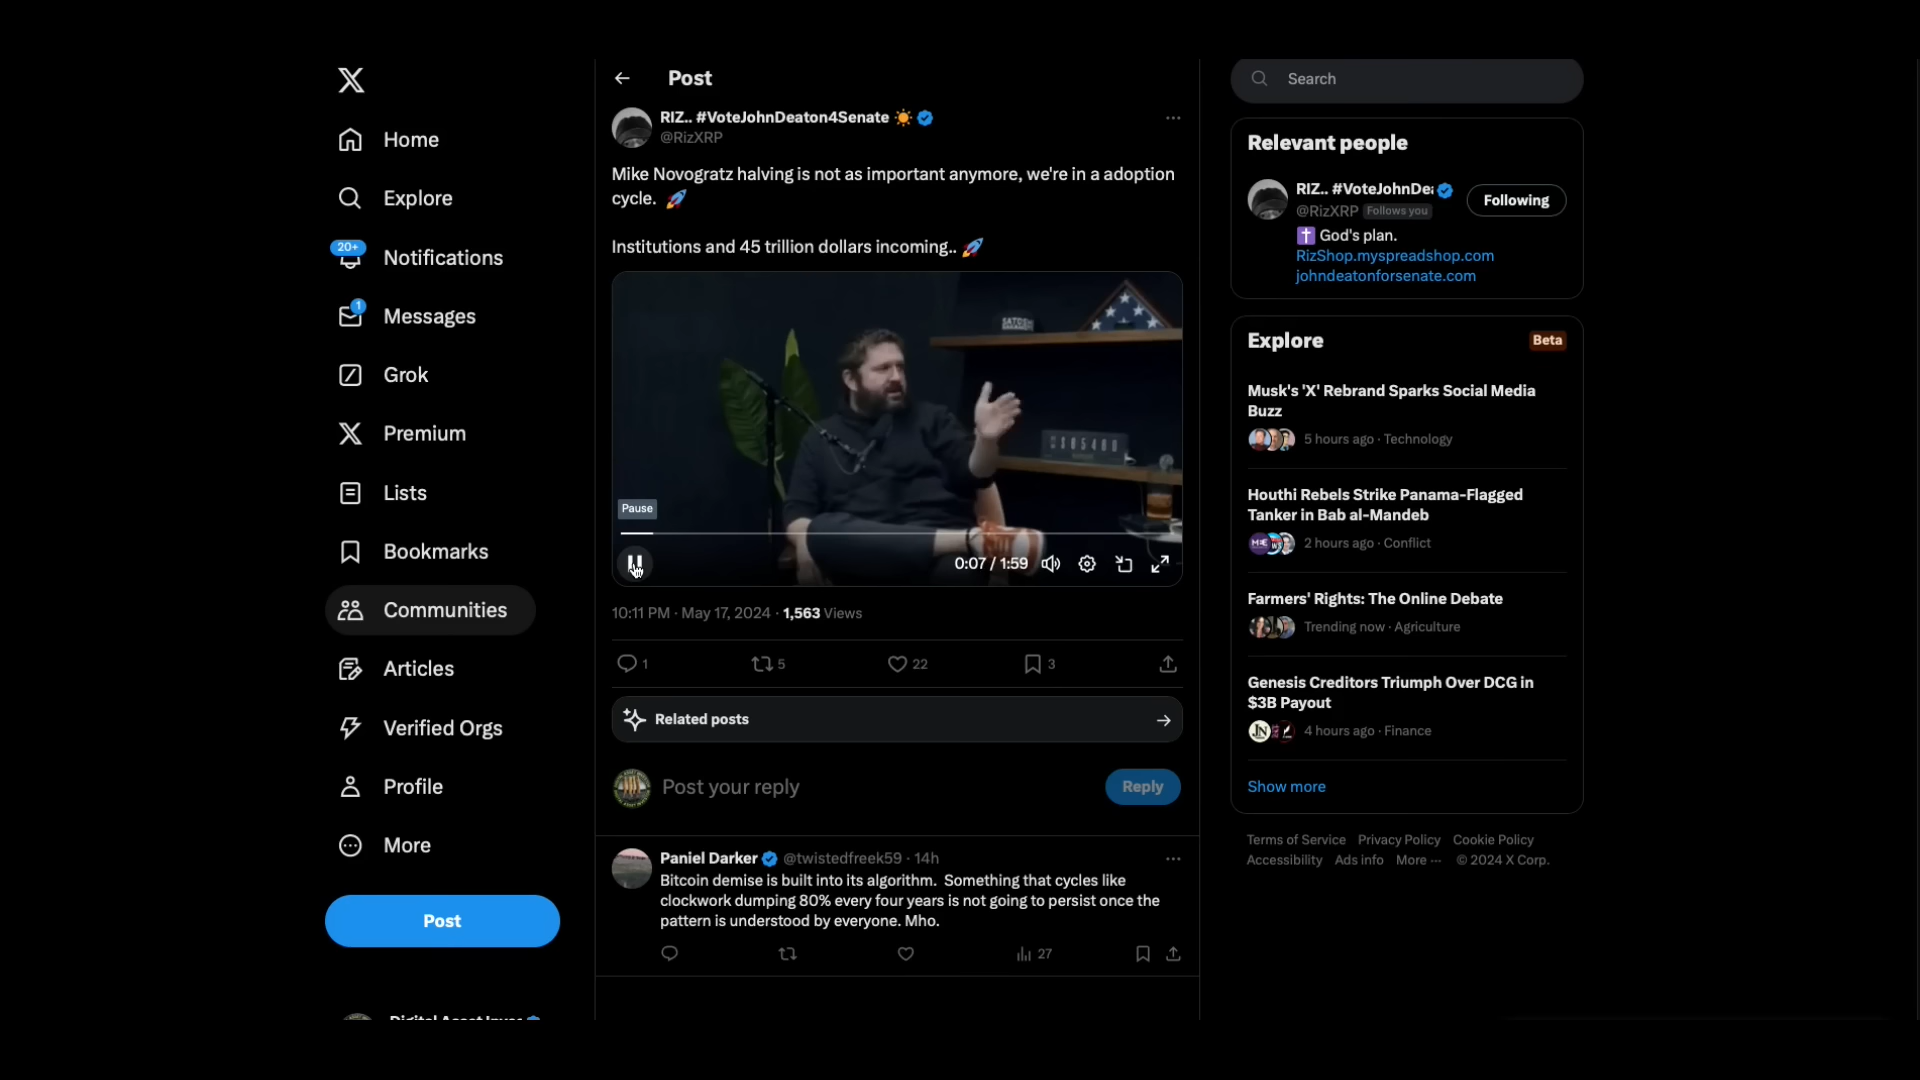 Home
Explore
20+
Notifications
1
Messages
Grok
Premium
Lists
Bookmarks
Communities
Articles
Verified Orgs
Profile
More
Post
Post
RIZ.. #VoteJohnDeaton4Senate
@RizXRP
Mike Novogratz halving is not as important anymore, we're in a adoption
cycle. 🚀
Institutions and 45 trillion dollars incoming.. 🚀
Pause
0:07 / 1:59
10:11 PM · May 17, 2024 · 1,563 Views
1
5
22
3
Related posts
Post your reply
Reply
Paniel Darker @twistedfreek59 · 14h
Bitcoin demise is built into its algorithm. Something that cycles like
clockwork dumping 80% every four years is not going to persist once the
pattern is understood by everyone. Mho.
27
Search
Relevant people
RIZ.. #VoteJohnDea
@RizXRP Follows you
Following
✝️ God's plan.
RizShop.myspreadshop.com
johndeatonforsenate.com
Explore
Beta
Musk's 'X' Rebrand Sparks Social Media
Buzz
5 hours ago · Technology
Houthi Rebels Strike Panama-Flagged
Tanker in Bab al-Mandeb
2 hours ago · Conflict
Farmers' Rights: The Online Debate
Trending now · Agriculture
Genesis Creditors Triumph Over DCG in
$3B Payout
4 hours ago · Finance
Show more
Terms of Service Privacy Policy Cookie Policy
Accessibility Ads info More ··· © 2024 X Corp.